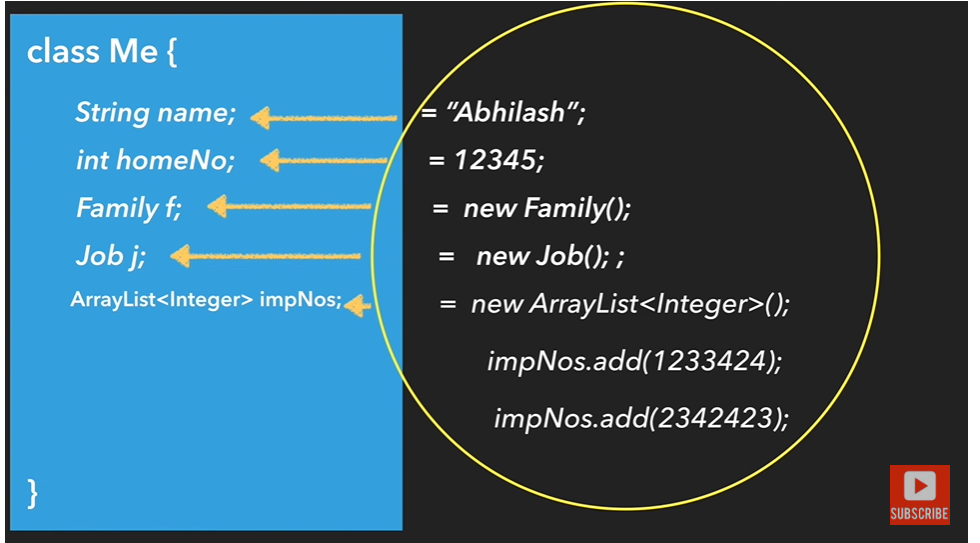 class Me {
String name; = “Abhilash”;
int homeNo; = 12345;
Family f; = new Family();
Job j; = new Job(); ;
ArrayList<Integer> impNos; = new ArrayList<Integer>();
impNos.add(1233424);
impNos.add(2342423);
}
SUBSCRIBE